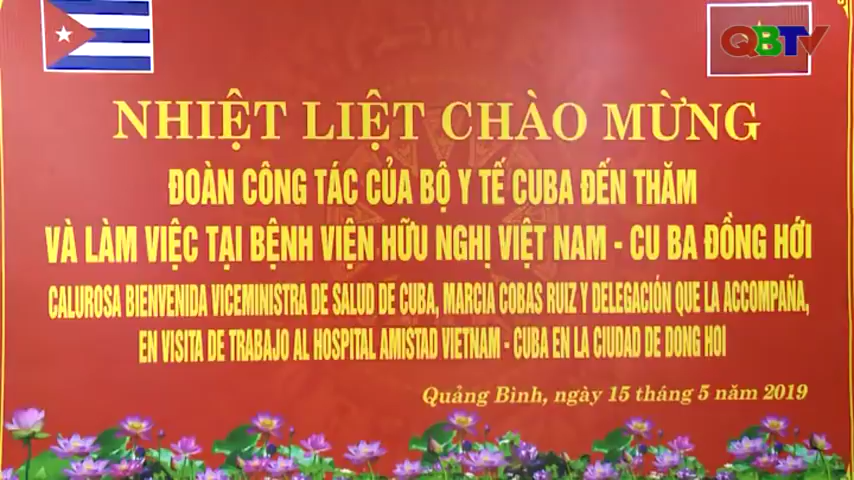 QBTV
NHIỆT LIỆT CHÀO MỪNG
ĐOÀN CÔNG TÁC CỦA BỘ Y TẾ CUBA ĐẾN THĂM
VÀ LÀM VIỆC TẠI BỆNH VIỆN HỮU NGHỊ VIỆT NAM - CU BA ĐỒNG HỚI
CALUROSA BIENVENIDA VICEMINISTRA DE SALUD DE CUBA, MARCIA COBAS RUIZ Y DELEGACIÓN QUE LA ACCOMPAÑA,
EN VISITA DE TRABAJO AL HOSPITAL AMISTAD VIETNAM - CUBA EN LA CIUDAD DE DONG HOI
Quảng Bình, ngày 15 tháng 5 năm 2019